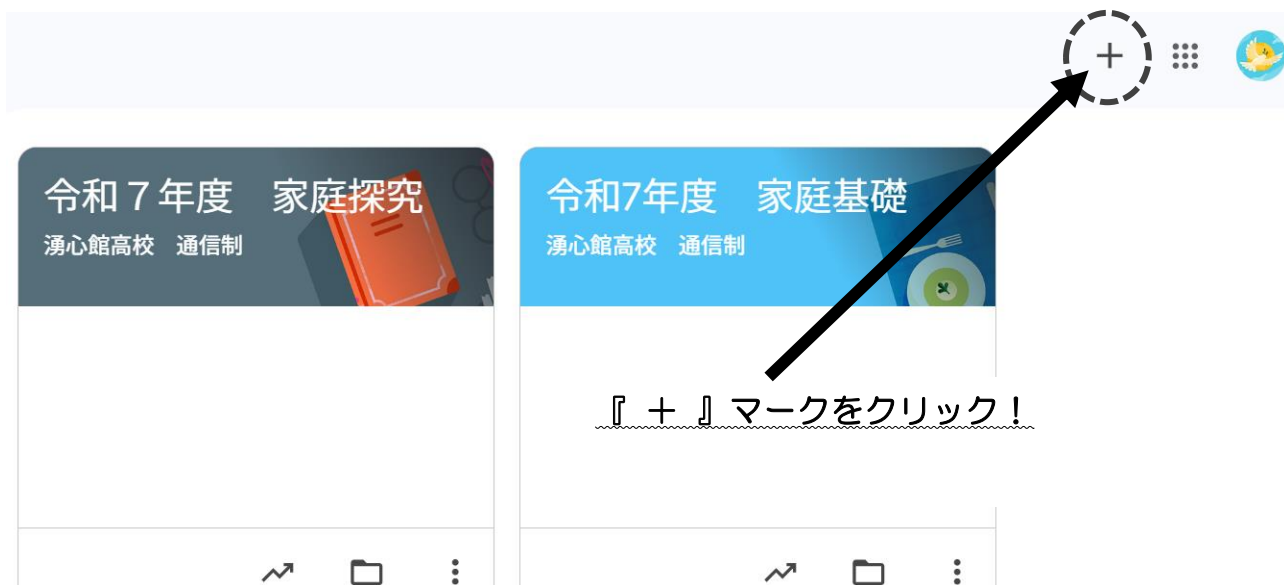 令和７年度　家庭探究
湧心館高校　通信制
令和7年度　家庭基礎
湧心館高校　通信制
『 ＋ 』マークをクリック！